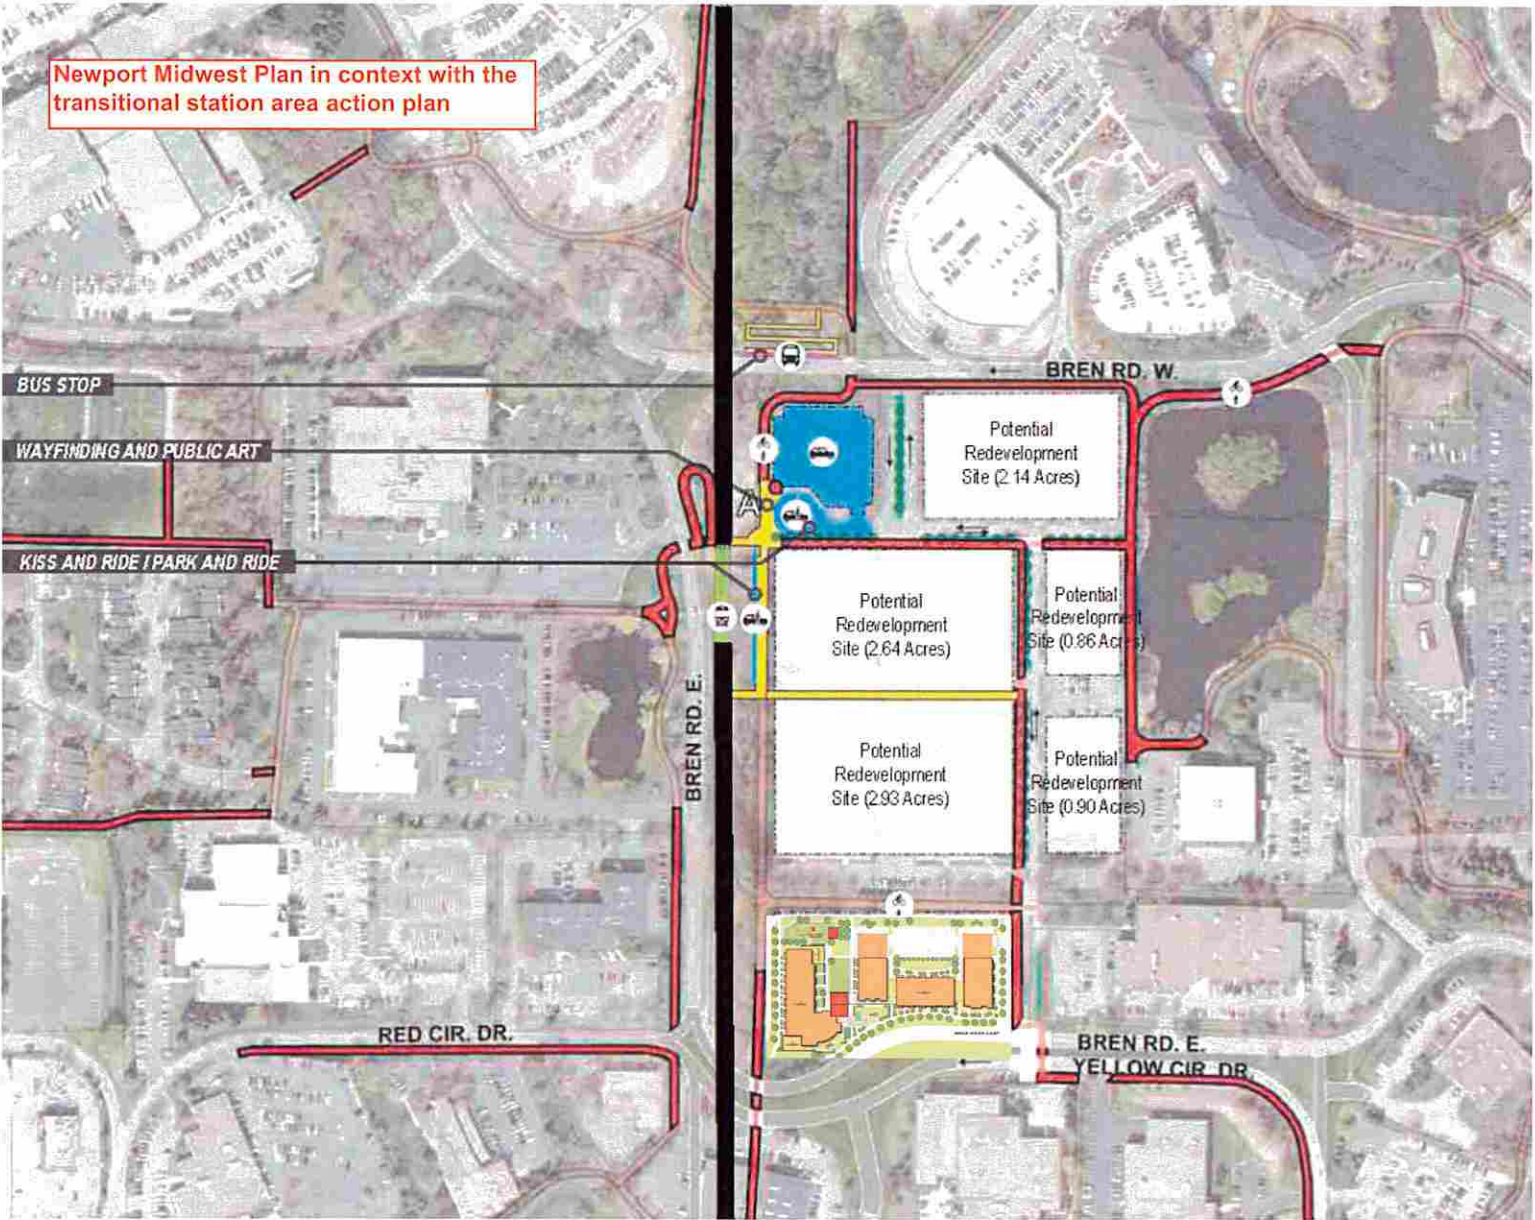 Newport Midwest Plan in context with the
transitional station area action plan
BUS STOP
BREN RD. W.
WAYFINDING AND PUBLIC ART
Potential
Redevelopment
Site (2.14 Acres)
KISS AND RIDE / PARK AND RIDE
Potential
Redevelopment
Site (2.64 Acres)
Potential
Redevelopment
Site (0.86 Acres)
BREN RD. E.
Potential
Redevelopment
Site (2.93 Acres)
Potential
Redevelopment
Site (0.90 Acres)
RED CIR. DR.
BREN RD. E.
YELLOW CIR. DR.